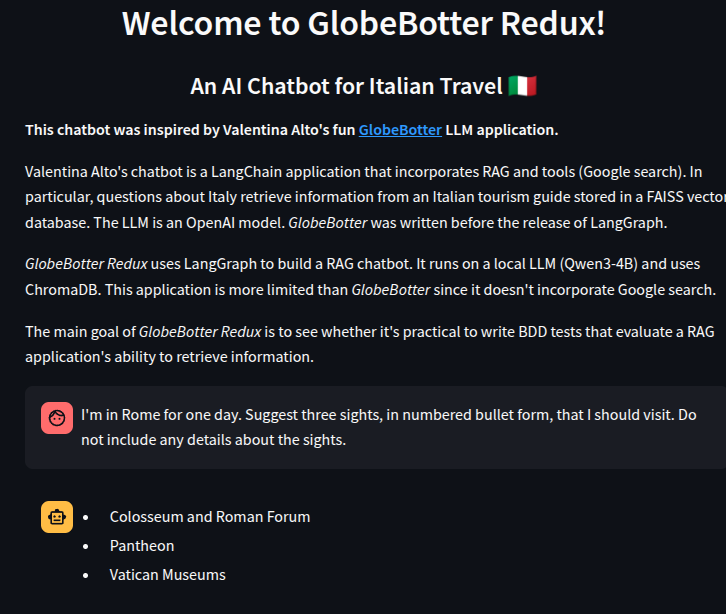 Welcome to GlobeBotter Redux!
An AI Chatbot for Italian Travel 🇮🇹
This chatbot was inspired by Valentina Alto's fun GlobeBotter LLM application.
Valentina Alto's chatbot is a LangChain application that incorporates RAG and tools (Google search). In
particular, questions about Italy retrieve information from an Italian tourism guide stored in a FAISS vector
database. The LLM is an OpenAI model. GlobeBotter was written before the release of LangGraph.
GlobeBotter Redux uses LangGraph to build a RAG chatbot. It runs on a local LLM (Qwen3-4B) and uses
ChromaDB. This application is more limited than GlobeBotter since it doesn't incorporate Google search.
The main goal of GlobeBotter Redux is to see whether it's practical to write BDD tests that evaluate a RAG
application's ability to retrieve information.
I'm in Rome for one day. Suggest three sights, in numbered bullet form, that I should visit. Do
not include any details about the sights.
• Colosseum and Roman Forum
• Pantheon
• Vatican Museums